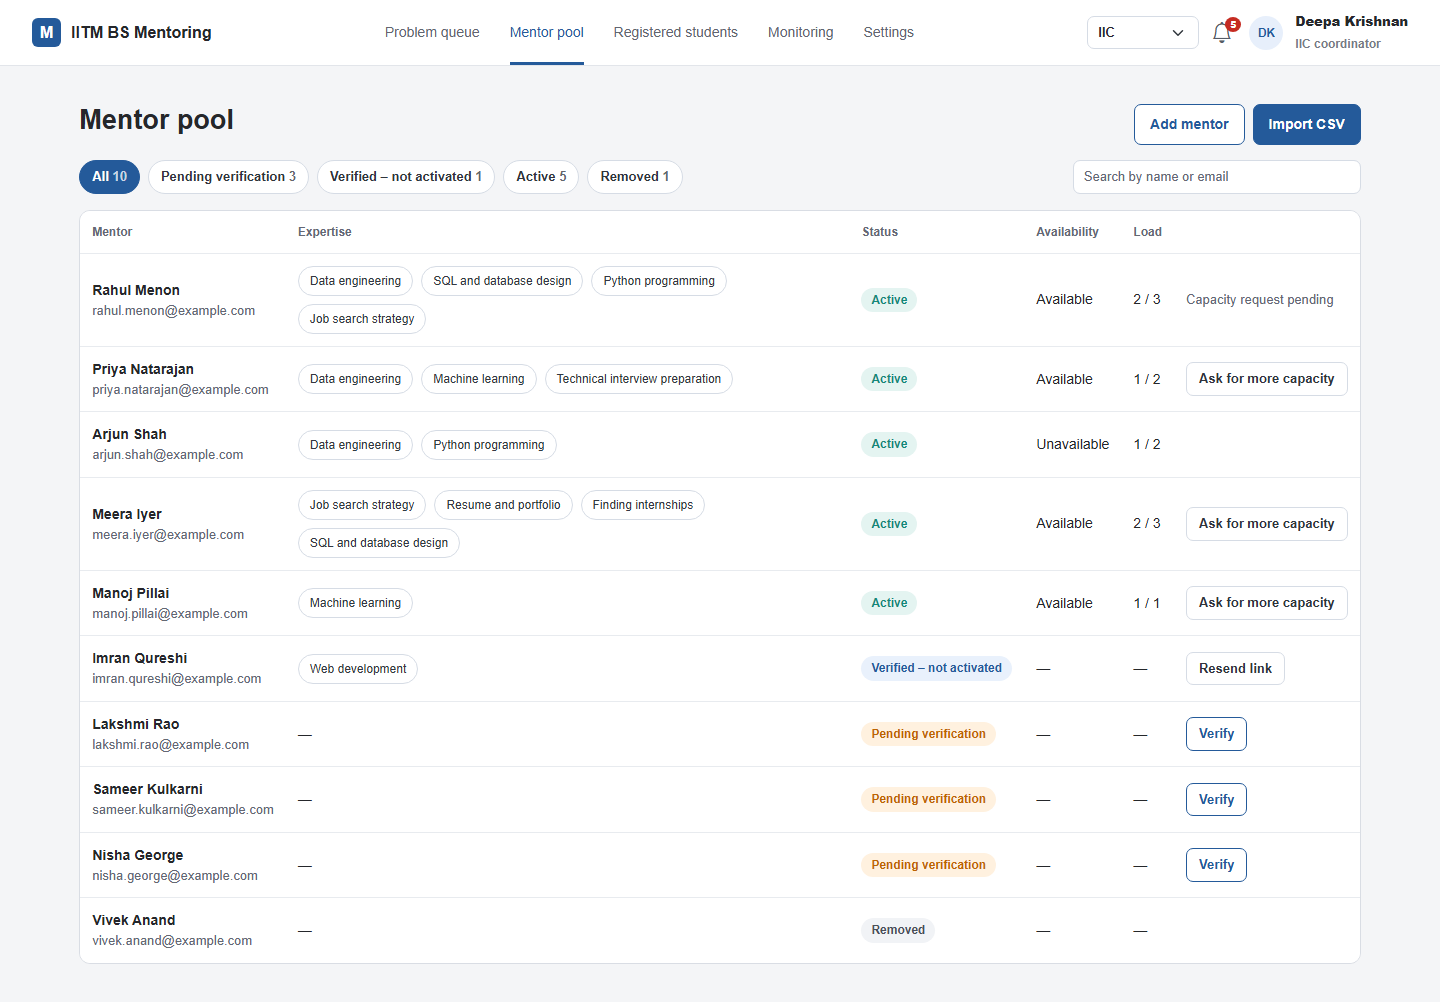 M IITM BS Mentoring
Problem queue Mentor pool Registered students Monitoring Settings
IIC
5
DK
Deepa Krishnan
IIC coordinator
Mentor pool
Add mentor Import CSV
All 10 Pending verification 3 Verified – not activated 1 Active 5 Removed 1
Search by name or email
Mentor Expertise Status Availability Load
Rahul Menon
rahul.menon@example.com
Data engineering SQL and database design Python programming
Job search strategy
Active Available 2 / 3 Capacity request pending
Priya Natarajan
priya.natarajan@example.com
Data engineering Machine learning Technical interview preparation
Active Available 1 / 2 Ask for more capacity
Arjun Shah
arjun.shah@example.com
Data engineering Python programming
Active Unavailable 1 / 2
Meera Iyer
meera.iyer@example.com
Job search strategy Resume and portfolio Finding internships
SQL and database design
Active Available 2 / 3 Ask for more capacity
Manoj Pillai
manoj.pillai@example.com
Machine learning
Active Available 1 / 1 Ask for more capacity
Imran Qureshi
imran.qureshi@example.com
Web development
Verified – not activated — — Resend link
Lakshmi Rao
lakshmi.rao@example.com
— Pending verification — — Verify
Sameer Kulkarni
sameer.kulkarni@example.com
— Pending verification — — Verify
Nisha George
nisha.george@example.com
— Pending verification — — Verify
Vivek Anand
vivek.anand@example.com
— Removed — —